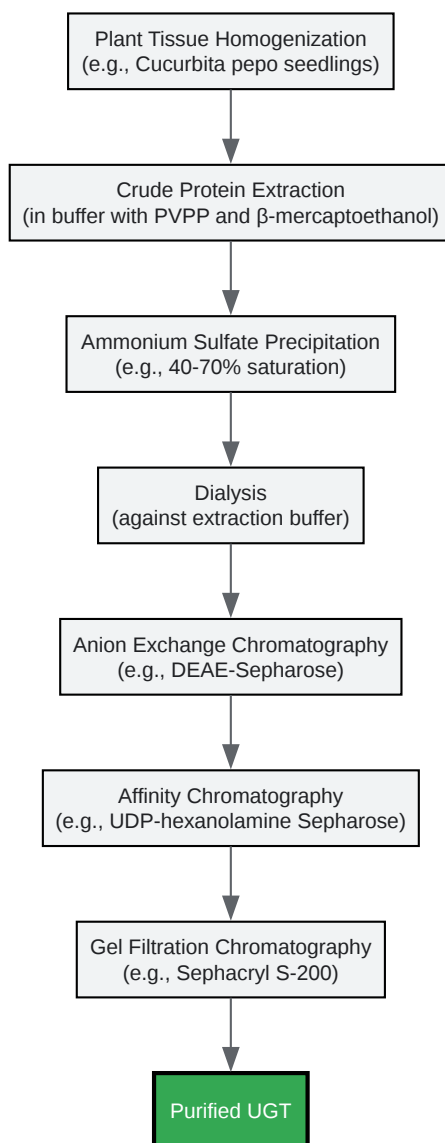 Plant Tissue Homogenization
(e.g., Cucurbita pepo seedlings)
Crude Protein Extraction
(in buffer with PVPP and β-mercaptoethanol)
Ammonium Sulfate Precipitation
(e.g., 40-70% saturation)
Dialysis
(against extraction buffer)
Anion Exchange Chromatography
(e.g., DEAE-Sepharose)
Affinity Chromatography
(e.g., UDP-hexanolamine Sepharose)
Gel Filtration Chromatography
(e.g., Sephacryl S-200)
Purified UGT